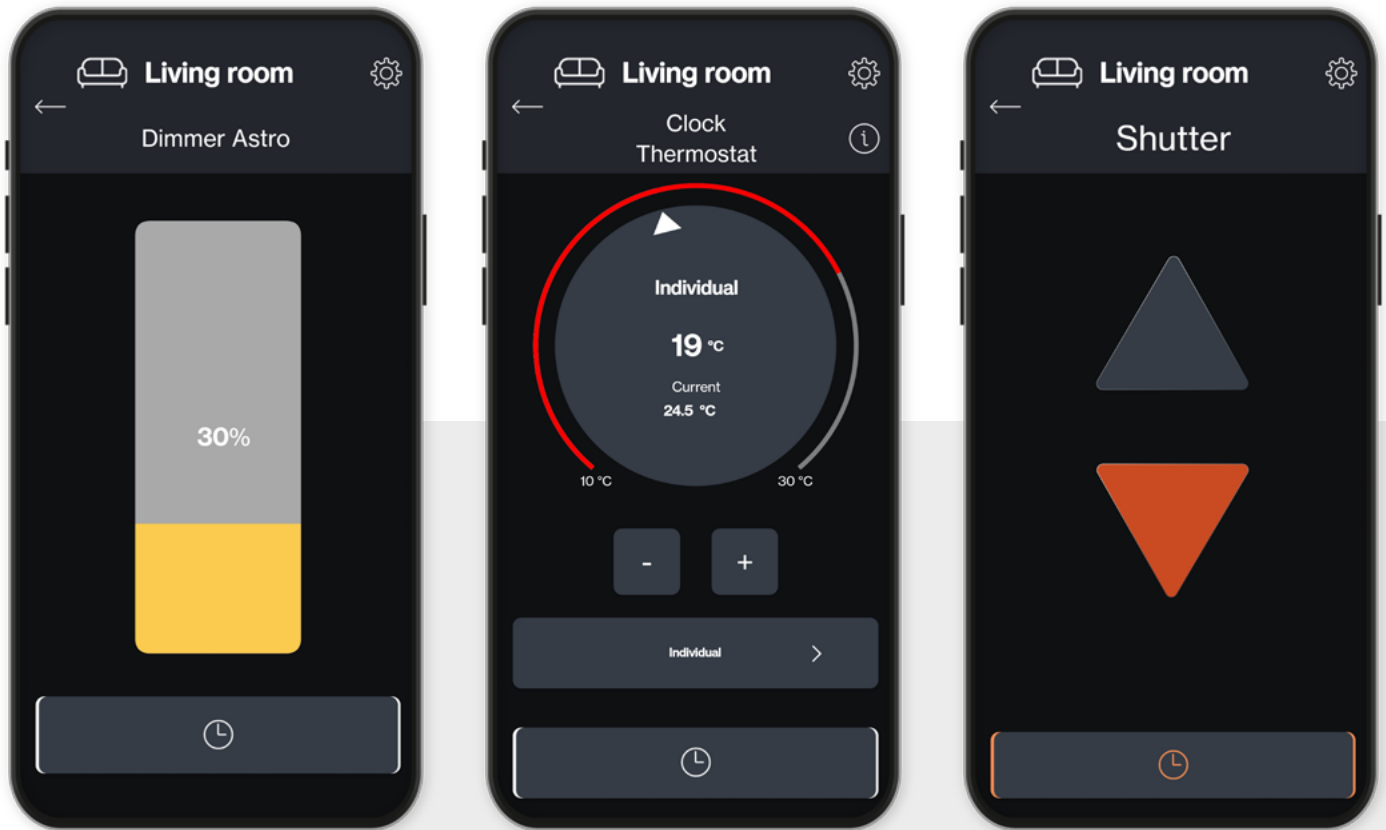 Living room
Dimmer Astro
30%
Living room
Clock
Thermostat
i
Individual
19 °C
Current
24.5 °C
10 °C
30 °C
-
+
Individual
Living room
Shutter